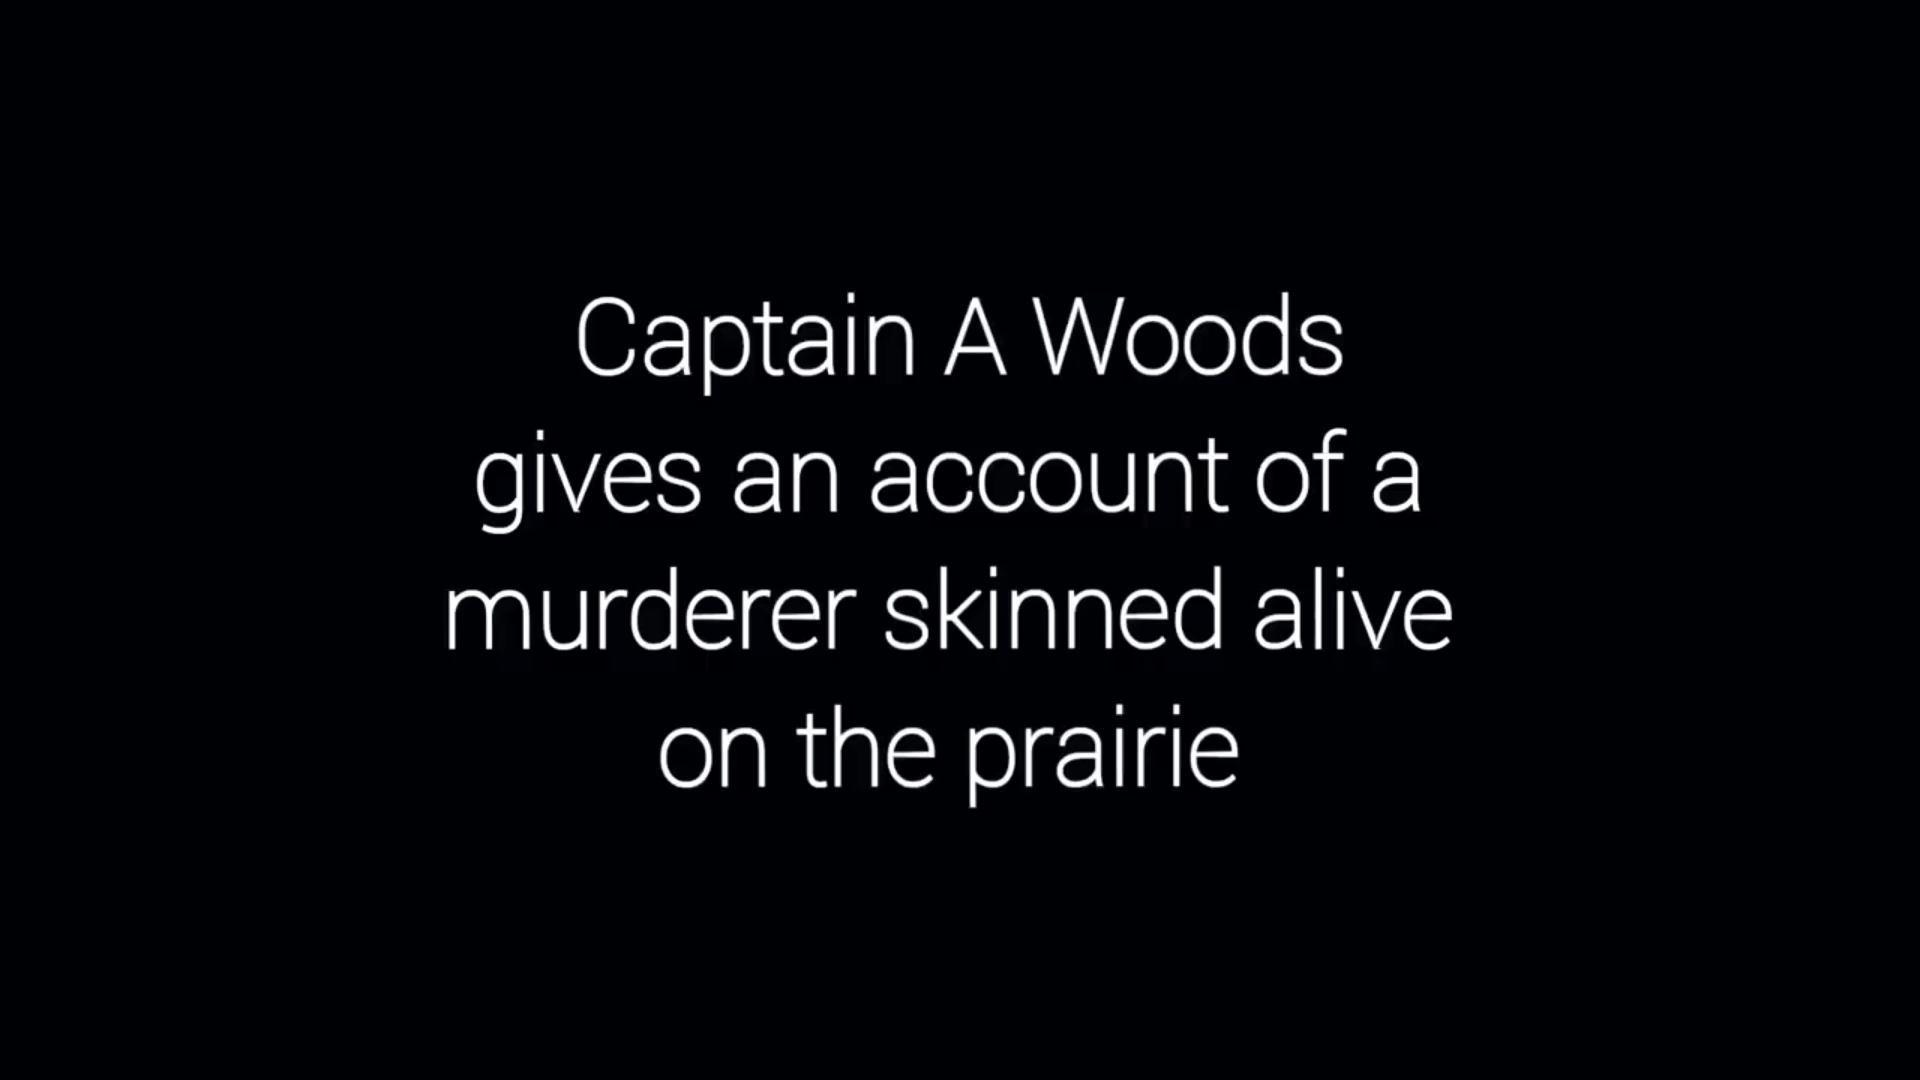 Captain A Woods
gives an account of a
murderer skinned alive
on the prairie